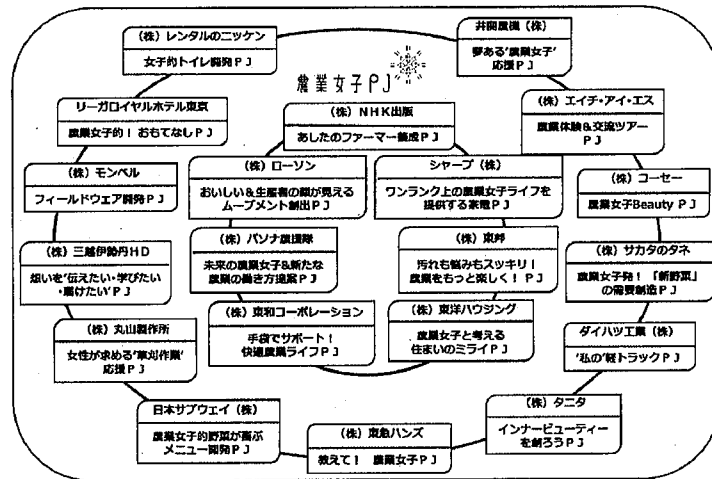 (株)レンタルのニッケン
女子的トイレ開発PJ
井関農機(株)
夢ある'農業女子'
応援PJ
農業女子PJ
リーガロイヤルホテル東京
農業女子的!おもてなしPJ
(株)NHK出版
あしたのファーマー養成PJ
(株)エイチ・アイ・エス
農業体験&交流ツアー
PJ
(株)モンベル
フィールドウェア開発PJ
(株)ローソン
おいしい&生産者の顔が見える
ムーブメント創出PJ
シャープ(株)
ワンランク上の農業女子ライフを
提供する家電PJ
(株)コーセー
農業女子Beauty PJ
(株)三越伊勢丹HD
想いを'伝えたい・学びたい
・届けたい'PJ
(株)パソナ農援隊
未来の農業女子&新たな
農業の働き方提案PJ
(株)東邦
汚れも悩みもスッキリ!
農業をもっと楽しく!PJ
(株)サカタのタネ
農業女子発!「新野菜」
の需要創造PJ
(株)丸山製作所
女性が求める'草刈作業'
応援PJ
(株)東和コーポレーション
手袋でサポート!
快適農業ライフPJ
(株)東洋ハウジング
農業女子と考える
住まいのミライPJ
ダイハツ工業(株)
'私の'軽トラックPJ
日本サブウェイ(株)
農業女子的野菜が喜ぶ
メニュー開発PJ
(株)東急ハンズ
教えて! 農業女子PJ
(株)タニタ
インナービューティー
を創ろうPJ